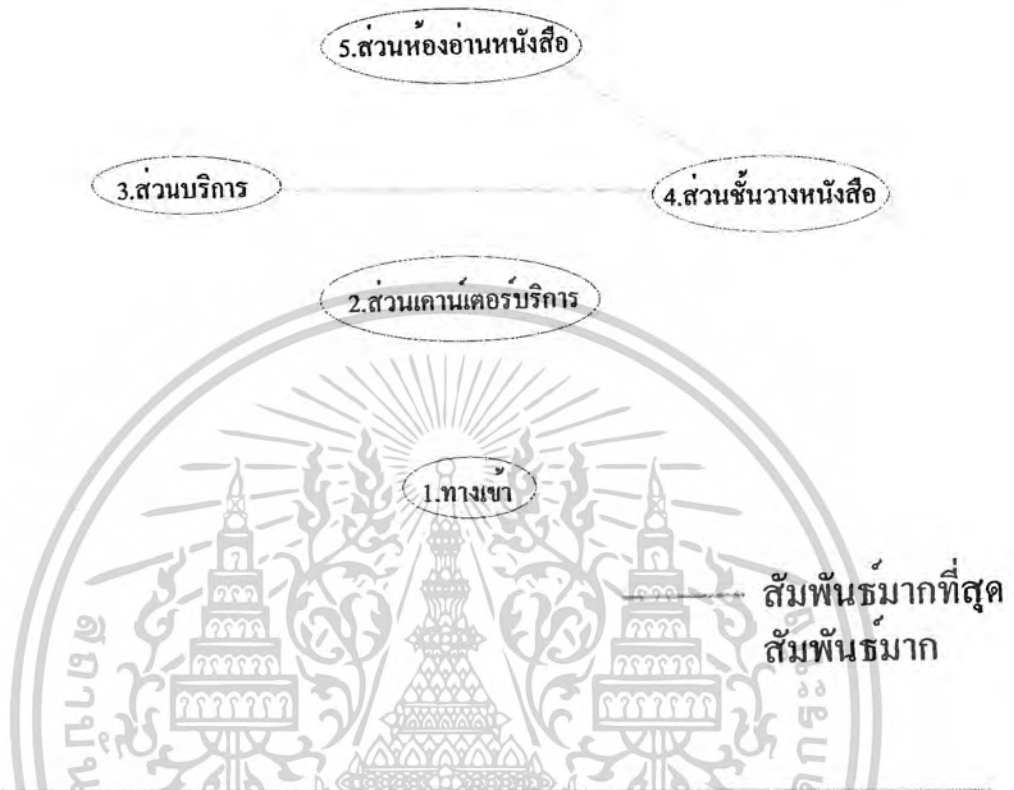 5.ส่วนห้องอ่านหนังสือ
3.ส่วนบริการ
4.ส่วนชั้นวางหนังสือ
2.ส่วนเคาน์เตอร์บริการ
1.ทางเข้า
สัมพันธ์มากที่สุด
สัมพันธ์มาก